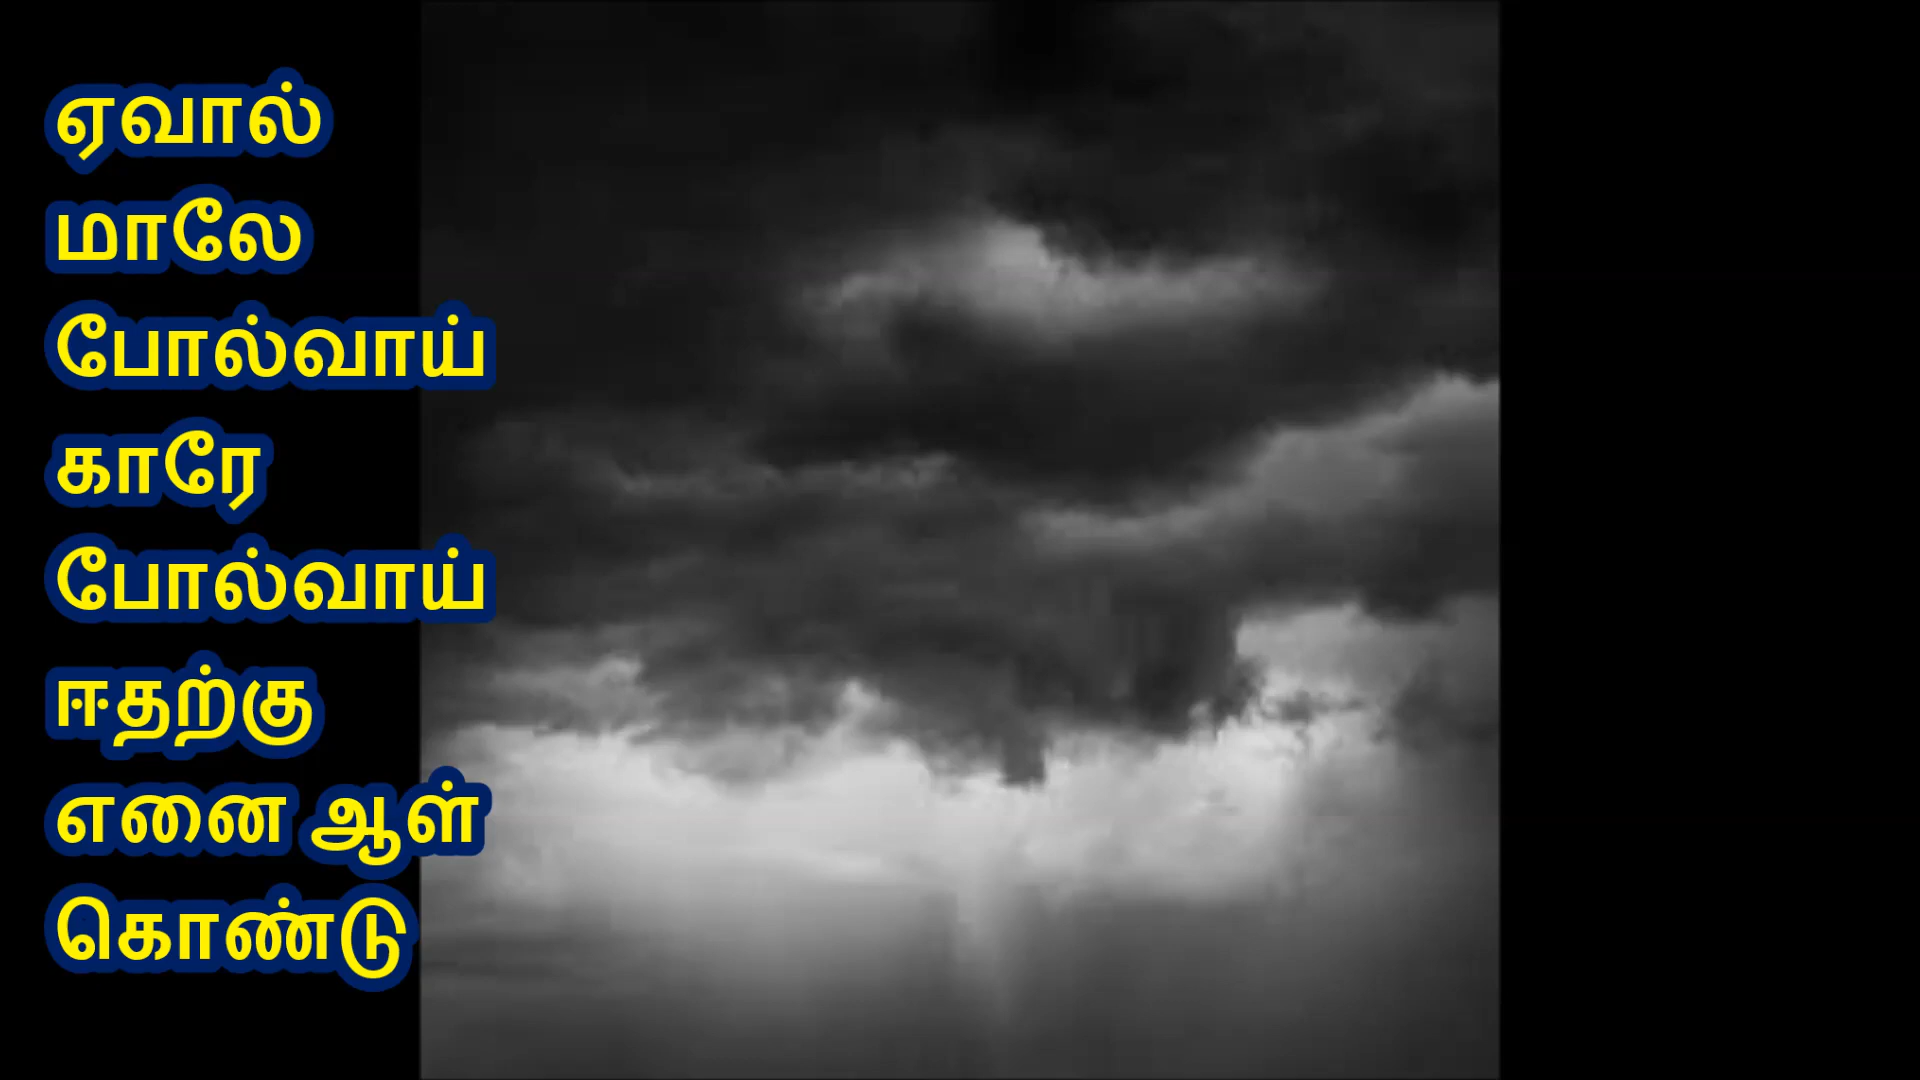 ஏவால்
மாலே
போல்வாய்
காரே
போல்வாய்
ஈதற்கு
எனை ஆள்
கொண்டு